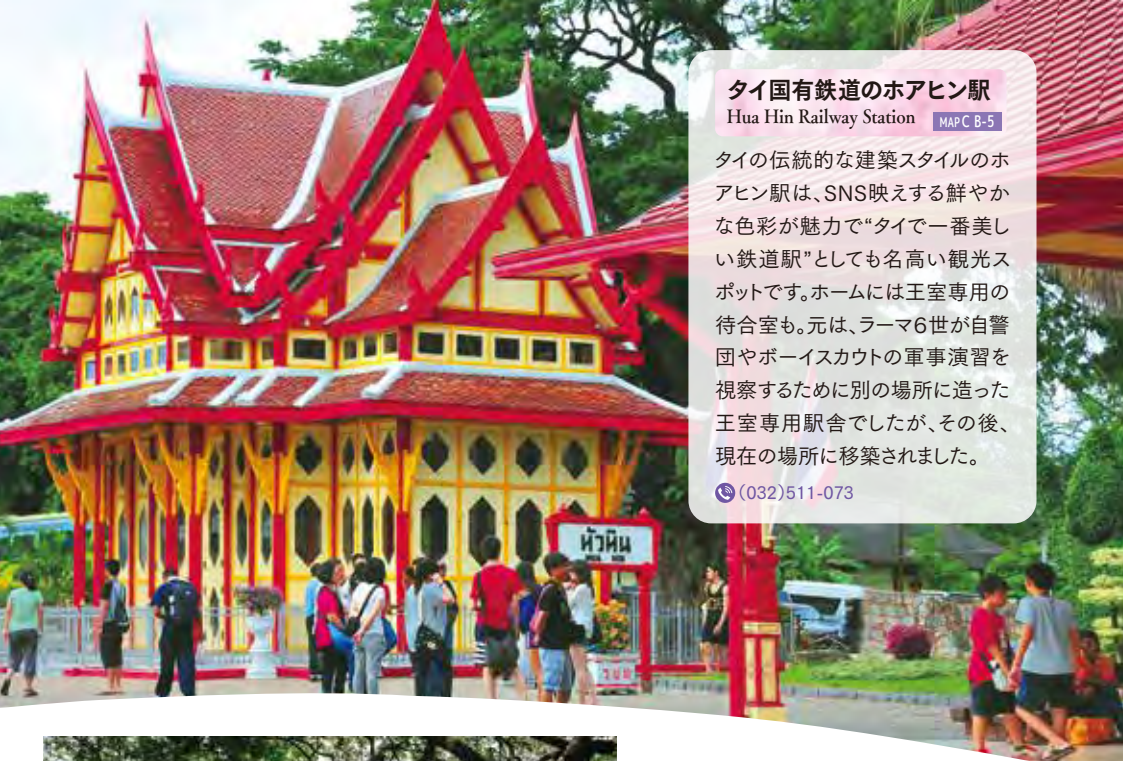 タイ国有鉄道のホアヒン駅
Hua Hin Railway Station MAP C B-5
タイの伝統的な建築スタイルのホ
アヒン駅は、SNS映えする鮮やか
な色彩が魅力で“タイで一番美し
い鉄道駅”としても名高い観光ス
ポットです。ホームには王室専用の
待合室も。元は、ラーマ6世が自警
団やボーイスカウトの軍事演習を
視察するために別の場所に造った
王室専用駅舎でしたが、その後、
現在の場所に移築されました。
(032)511-073
หัวหิน